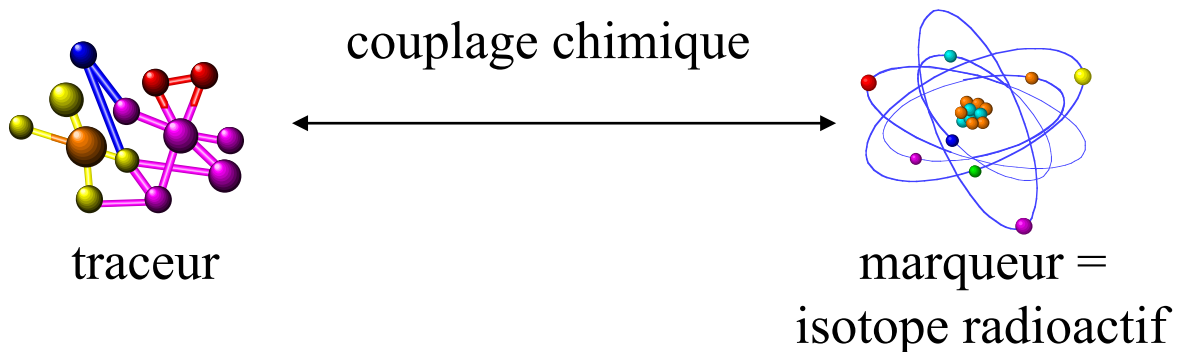 couplage chimique
traceur
marqueur =
isotope radioactif